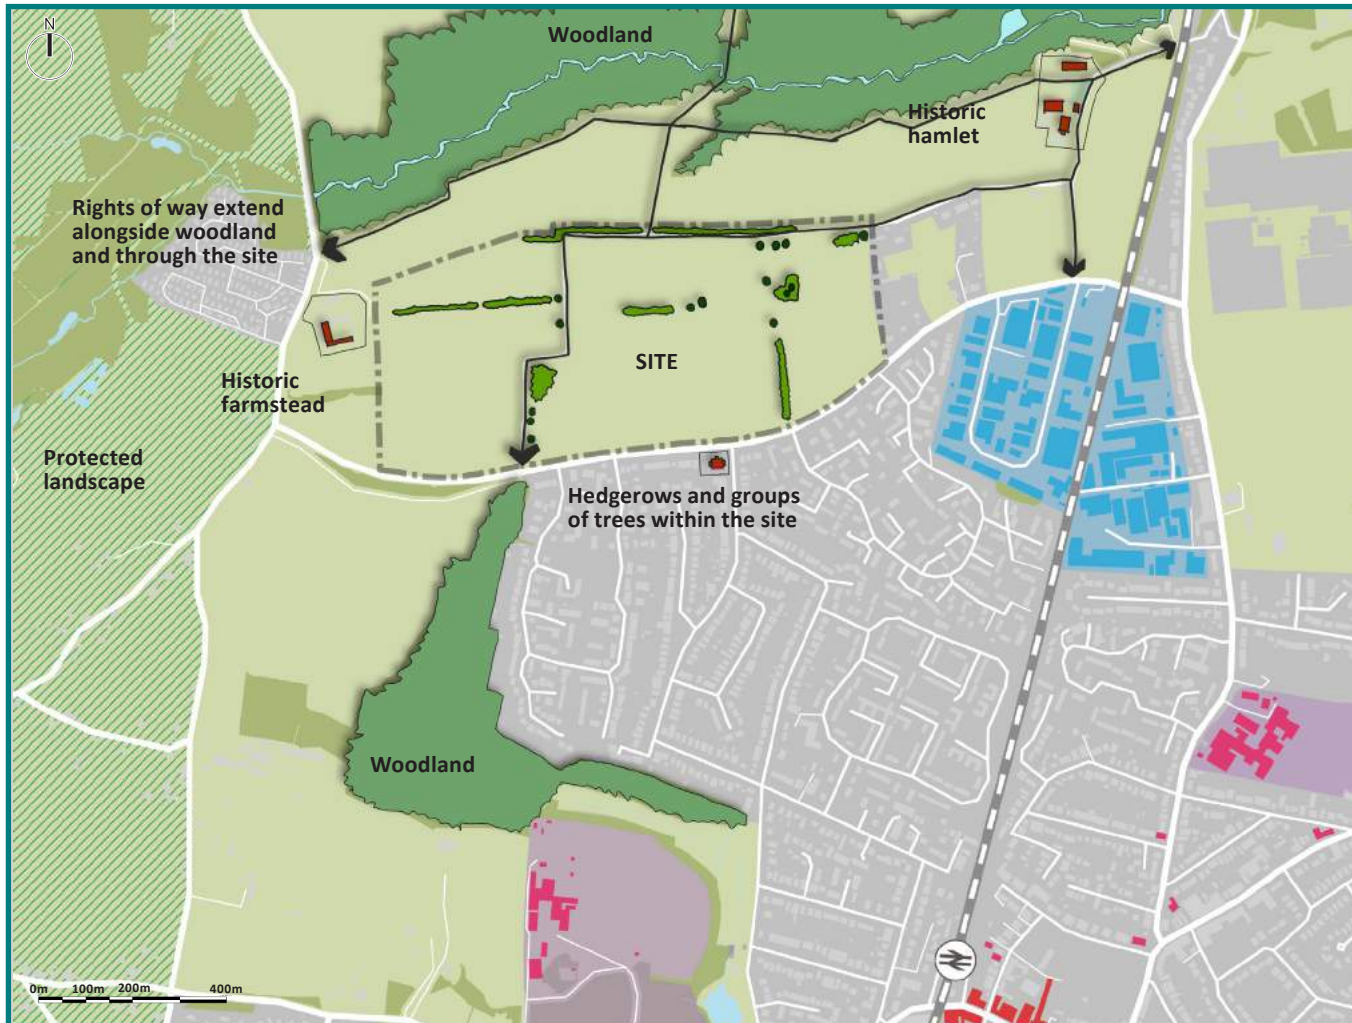 N
Woodland
Historic
hamlet
Rights of way extend
alongside woodland
and through the site
SITE
Historic
farmstead
Protected
landscape
Hedgerows and groups
of trees within the site
Woodland
0m 100m 200m 400m